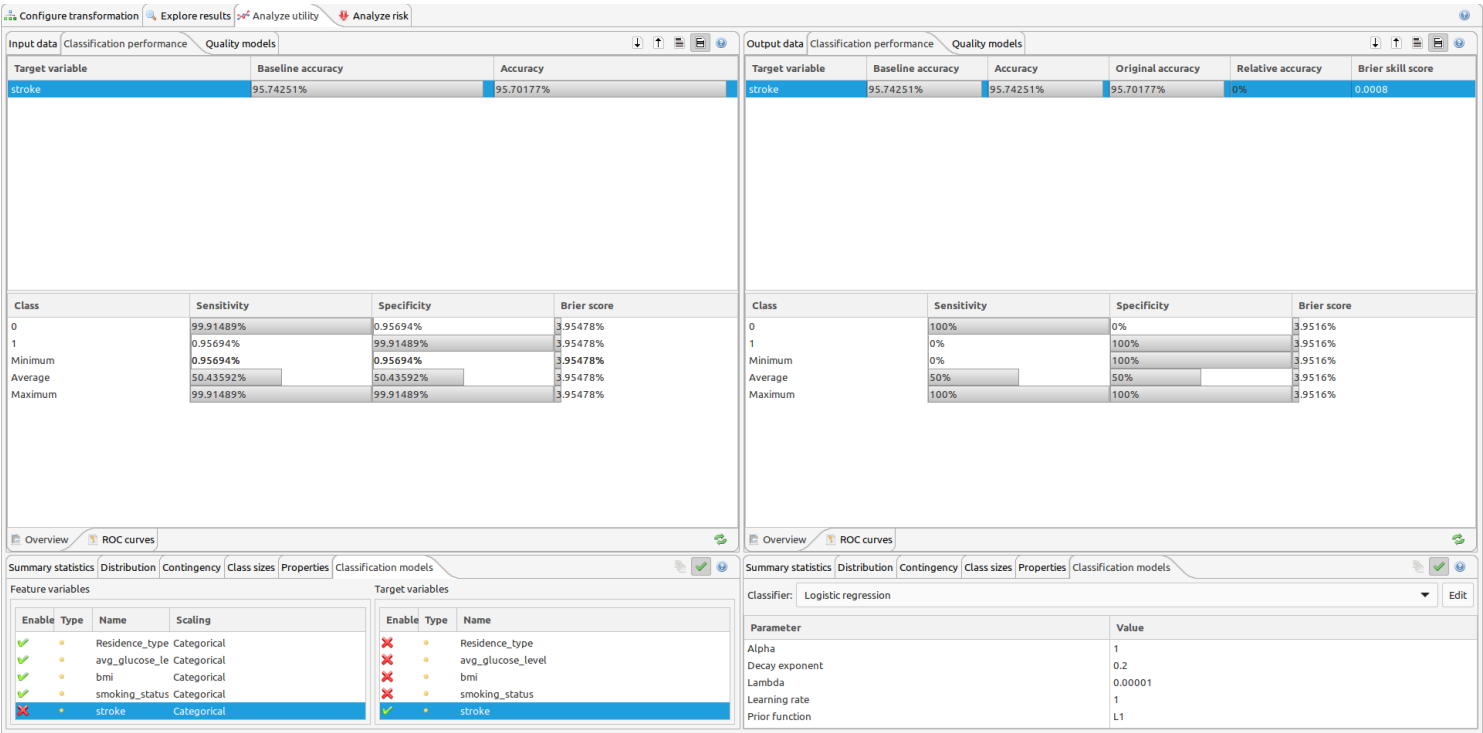 Configure transformation Explore results Analyze utility Analyze risk
Input data Classification performance Quality models
Target variable Baseline accuracy Accuracy
stroke 95.74251% 95.70177%
Class Sensitivity Specificity Brier score
0 99.91489% 0.95694% 3.95478%
1 0.95694% 99.91489% 3.95478%
Minimum 0.95694% 0.95694% 3.95478%
Average 50.43592% 50.43592% 3.95478%
Maximum 99.91489% 99.91489% 3.95478%
Overview ROC curves
Output data Classification performance Quality models
Target variable Baseline accuracy Accuracy Original accuracy Relative accuracy Brier skill score
stroke 95.74251% 95.74251% 95.70177% 0% 0.0008
Class Sensitivity Specificity Brier score
0 100% 0% 3.9516%
1 0% 100% 3.9516%
Minimum 0% 100% 3.9516%
Average 50% 50% 3.9516%
Maximum 100% 100% 3.9516%
Overview ROC curves
Summary statistics Distribution Contingency Class sizes Properties Classification models
Feature variables
Enable Type Name Scaling
Residence_type Categorical
avg_glucose_le Categorical
bmi Categorical
smoking_status Categorical
stroke Categorical
Target variables
Enable Type Name
Residence_type
avg_glucose_level
bmi
smoking_status
stroke
Summary statistics Distribution Contingency Class sizes Properties Classification models
Classifier: Logistic regression Edit
Parameter Value
Alpha 1
Decay exponent 0.2
Lambda 0.00001
Learning rate 1
Prior function L1